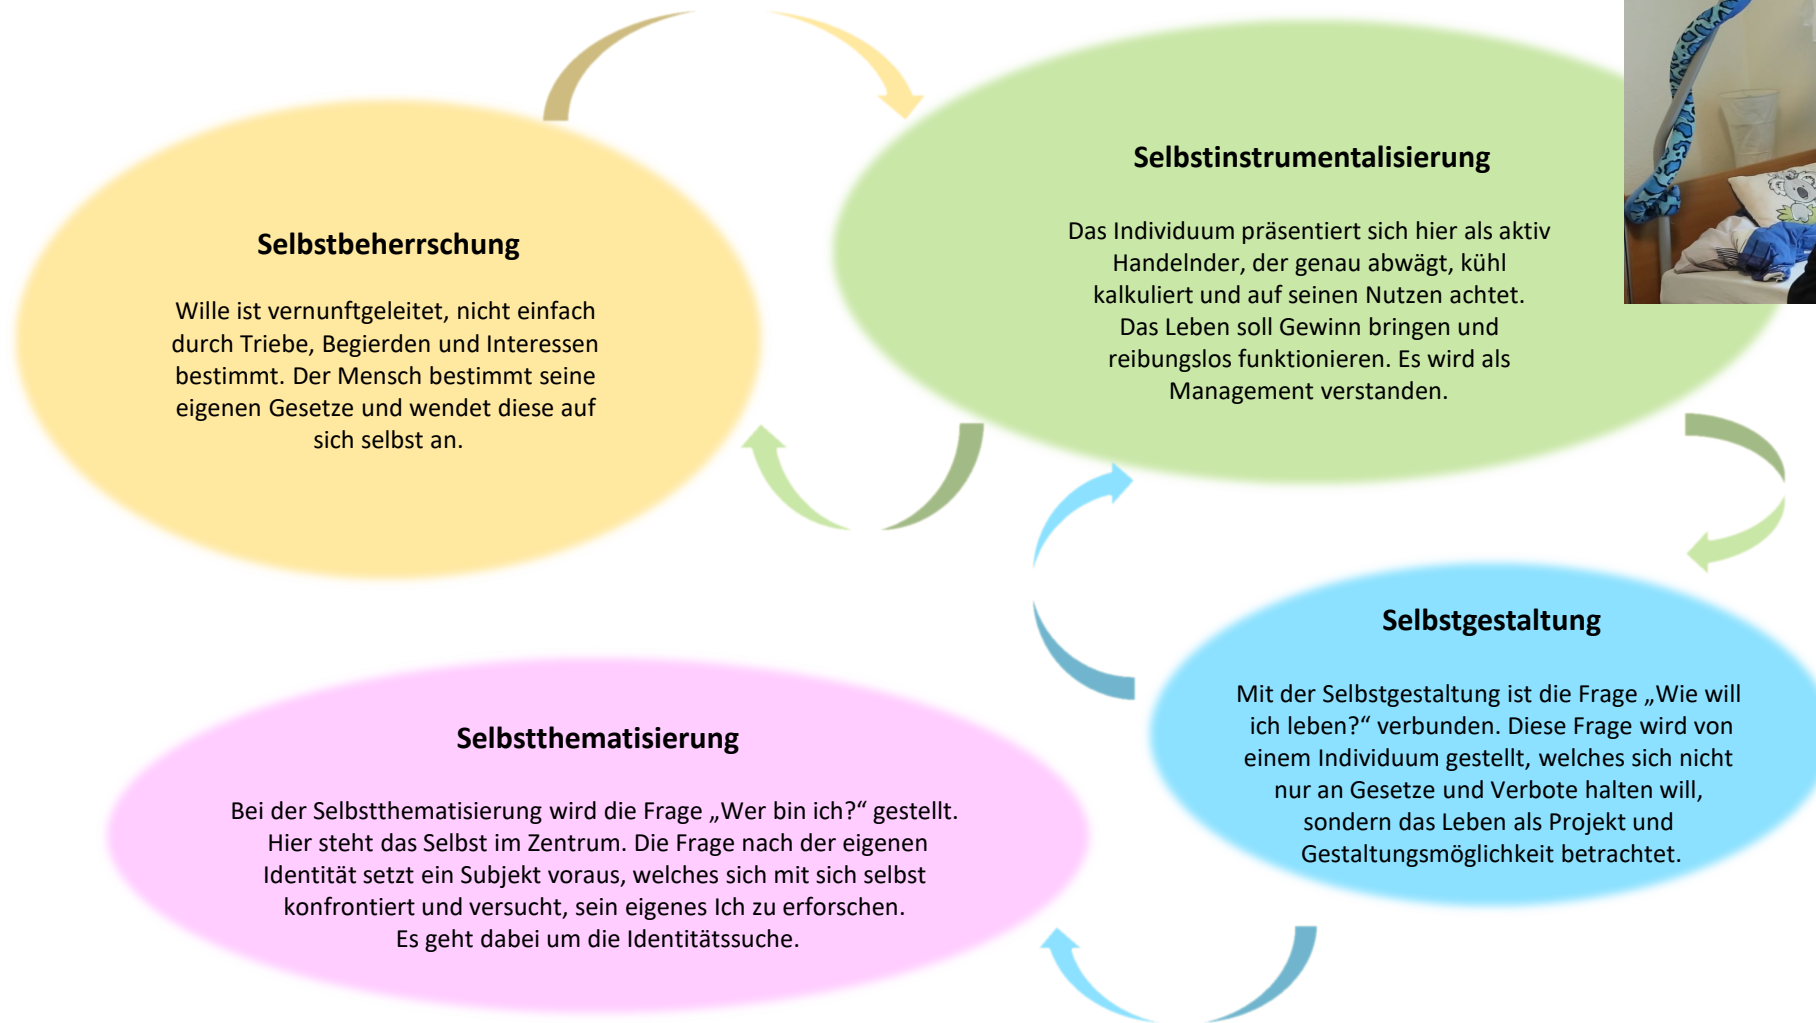 Selbstbeherrschung
Wille ist vernunftgeleitet, nicht einfach
durch Triebe, Begierden und Interessen
bestimmt. Der Mensch bestimmt seine
eigenen Gesetze und wendet diese auf
sich selbst an.
Selbstinstrumentalisierung
Das Individuum präsentiert sich hier als aktiv
Handelnder, der genau abwägt, kühl
kalkuliert und auf seinen Nutzen achtet.
Das Leben soll Gewinn bringen und
reibungslos funktionieren. Es wird als
Management verstanden.
Selbstgestaltung
Mit der Selbstgestaltung ist die Frage „Wie will
ich leben?“ verbunden. Diese Frage wird von
einem Individuum gestellt, welches sich nicht
nur an Gesetze und Verbote halten will,
sondern das Leben als Projekt und
Gestaltungsmöglichkeit betrachtet.
Selbstthematisierung
Bei der Selbstthematisierung wird die Frage „Wer bin ich?“ gestellt.
Hier steht das Selbst im Zentrum. Die Frage nach der eigenen
Identität setzt ein Subjekt voraus, welches sich mit sich selbst
konfrontiert und versucht, sein eigenes Ich zu erforschen.
Es geht dabei um die Identitätssuche.